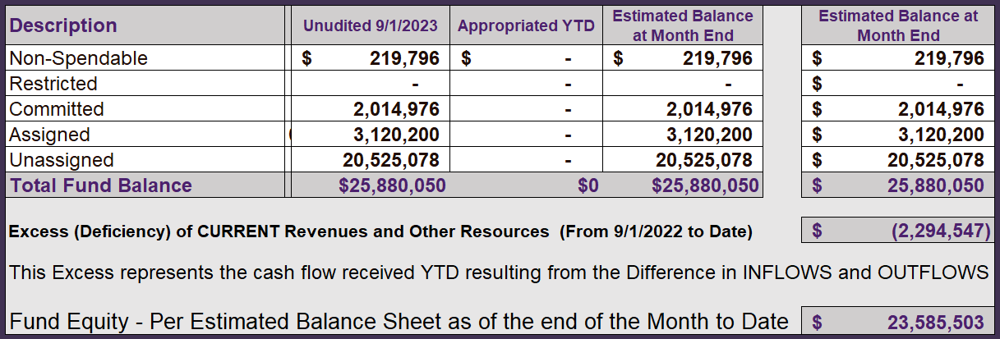 Description Unudited 9/1/2023 Appropriated YTD Estimated Balance at Month End Estimated Balance at Month End
Non-Spendable $ 219,796 $ - $ 219,796 $ 219,796
Restricted - - - $ -
Committed 2,014,976 - 2,014,976 $ 2,014,976
Assigned ( 3,120,200 - 3,120,200 $ 3,120,200
Unassigned 20,525,078 - 20,525,078 $ 20,525,078
Total Fund Balance $25,880,050 $0 $25,880,050 $ 25,880,050
Excess (Deficiency) of CURRENT Revenues and Other Resources (From 9/1/2022 to Date) $ (2,294,547)
This Excess represents the cash flow received YTD resulting from the Difference in INFLOWS and OUTFLOWS
Fund Equity - Per Estimated Balance Sheet as of the end of the Month to Date $ 23,585,503